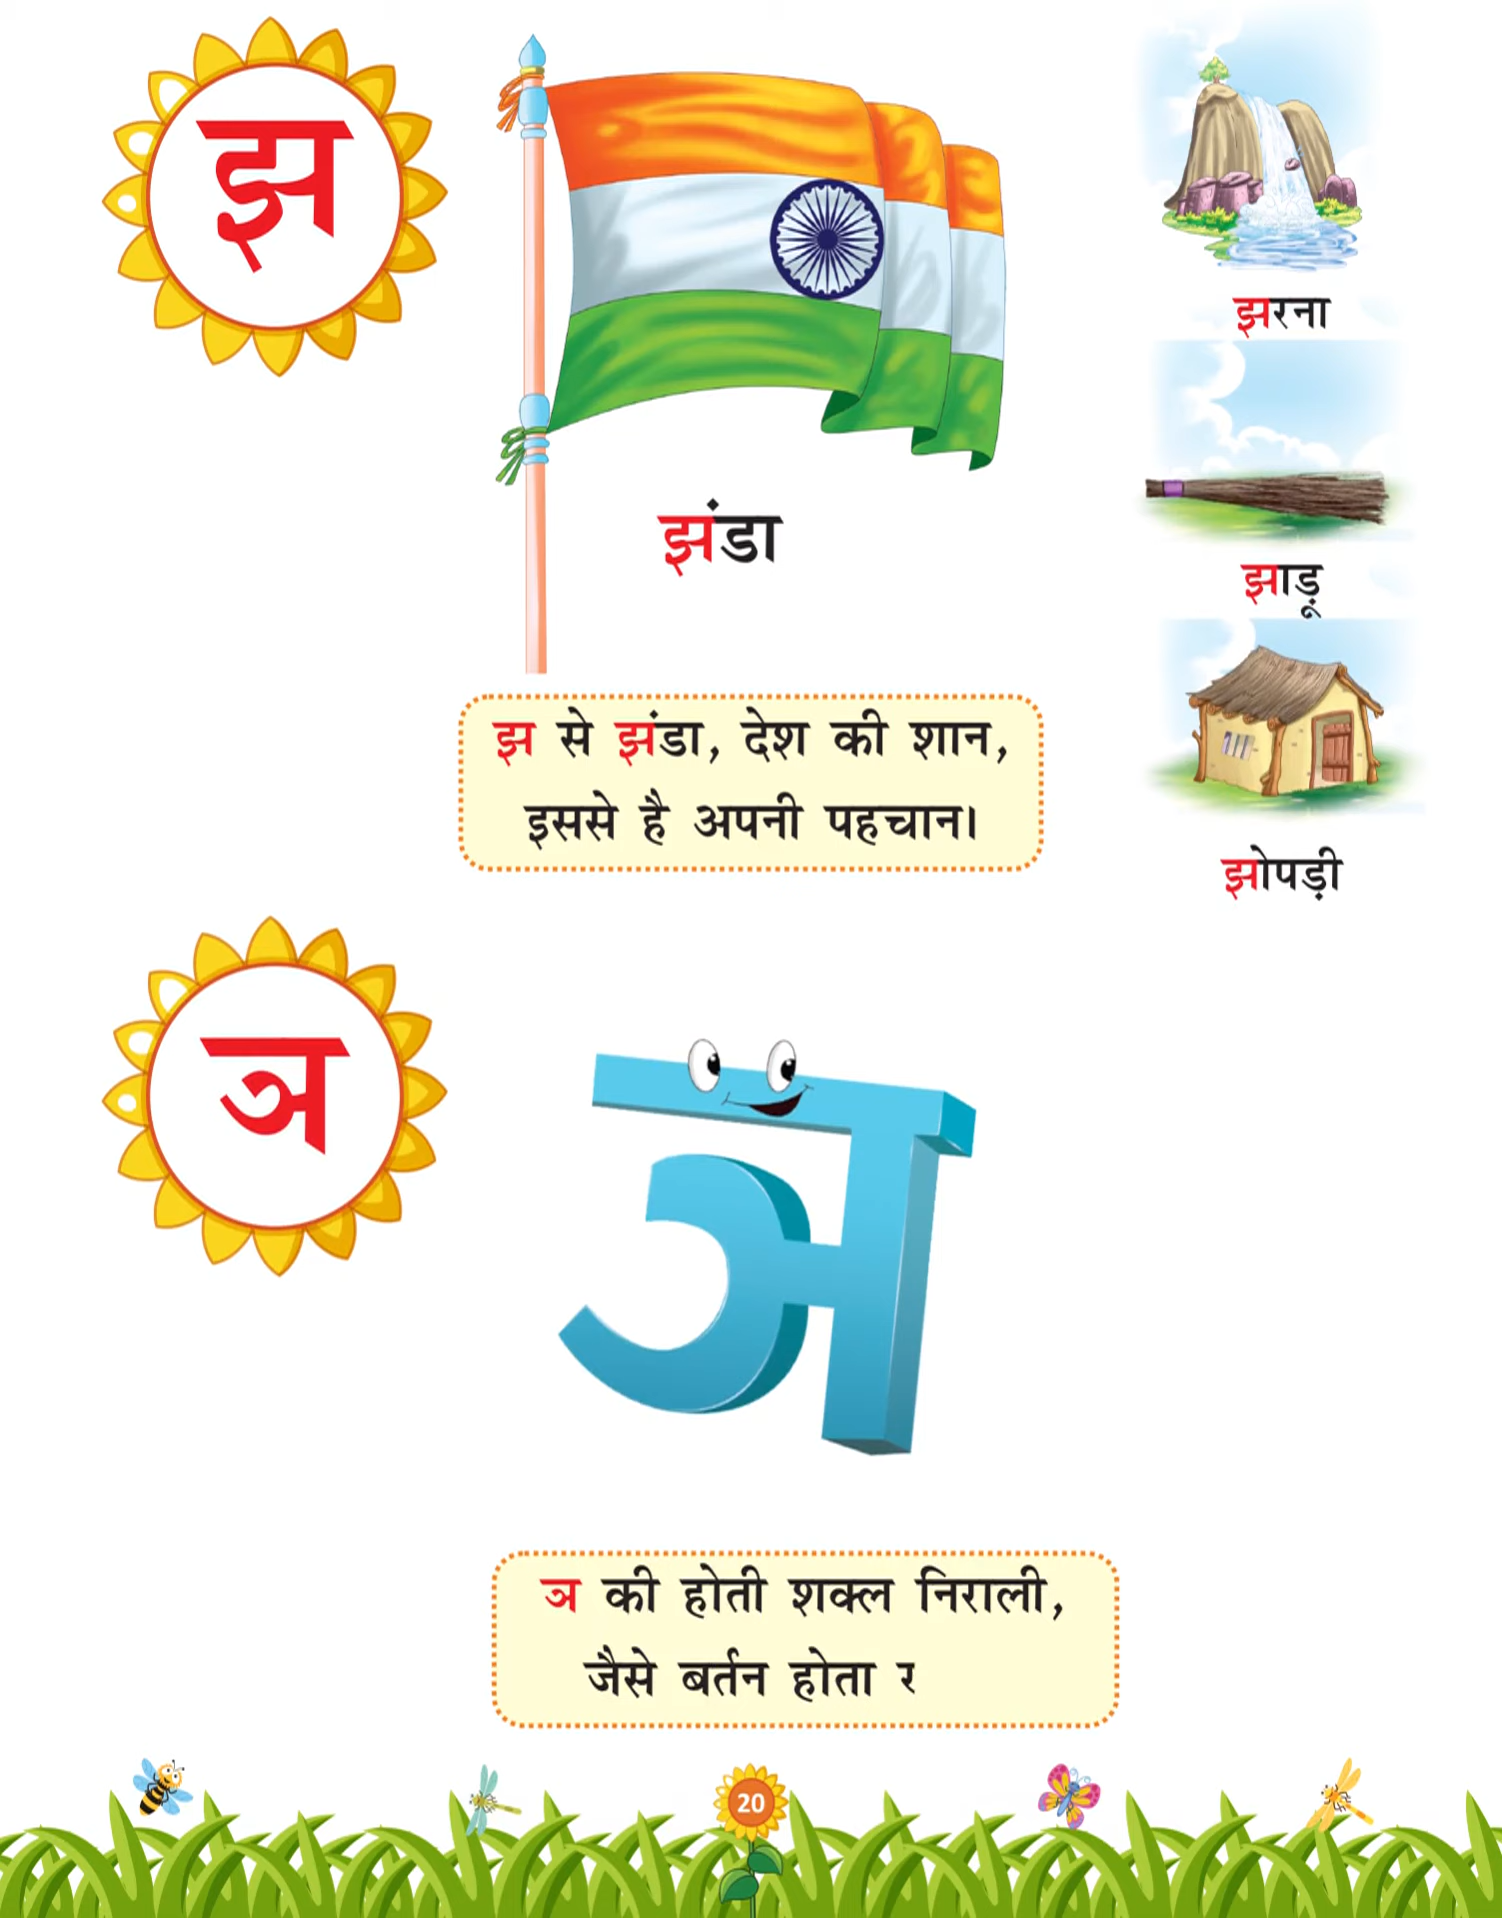 झ
झरना
झंडा
झाड़ू
झ से झंडा, देश की शान,
इससे है अपनी पहचान।
झोपड़ी
ञ
ञ
ञ की होती शक्ल निराली,
जैसे बर्तन होता
20